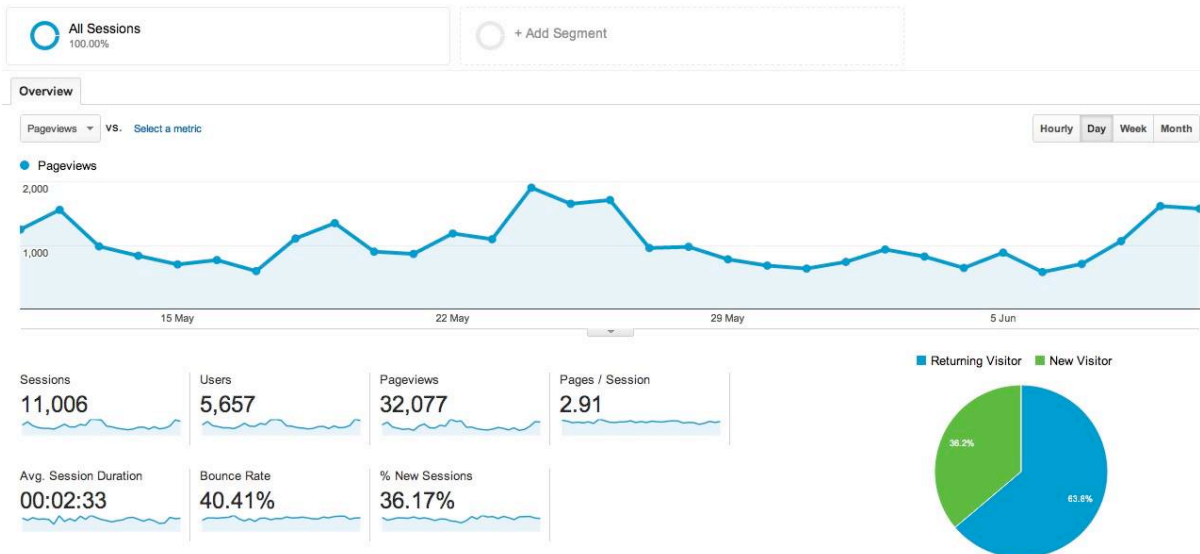 All Sessions
100.00%
+ Add Segment
Overview
Pageviews VS. Select a metric
Hourly Day Week Month
Pageviews
2,000
1,000
15 May 22 May 29 May 5 Jun
Returning Visitor New Visitor
Sessions Users Pageviews Pages / Session
11,006 5,657 32,077 2.91
36.2%
63.8%
Avg. Session Duration Bounce Rate % New Sessions
00:02:33 40.41% 36.17%